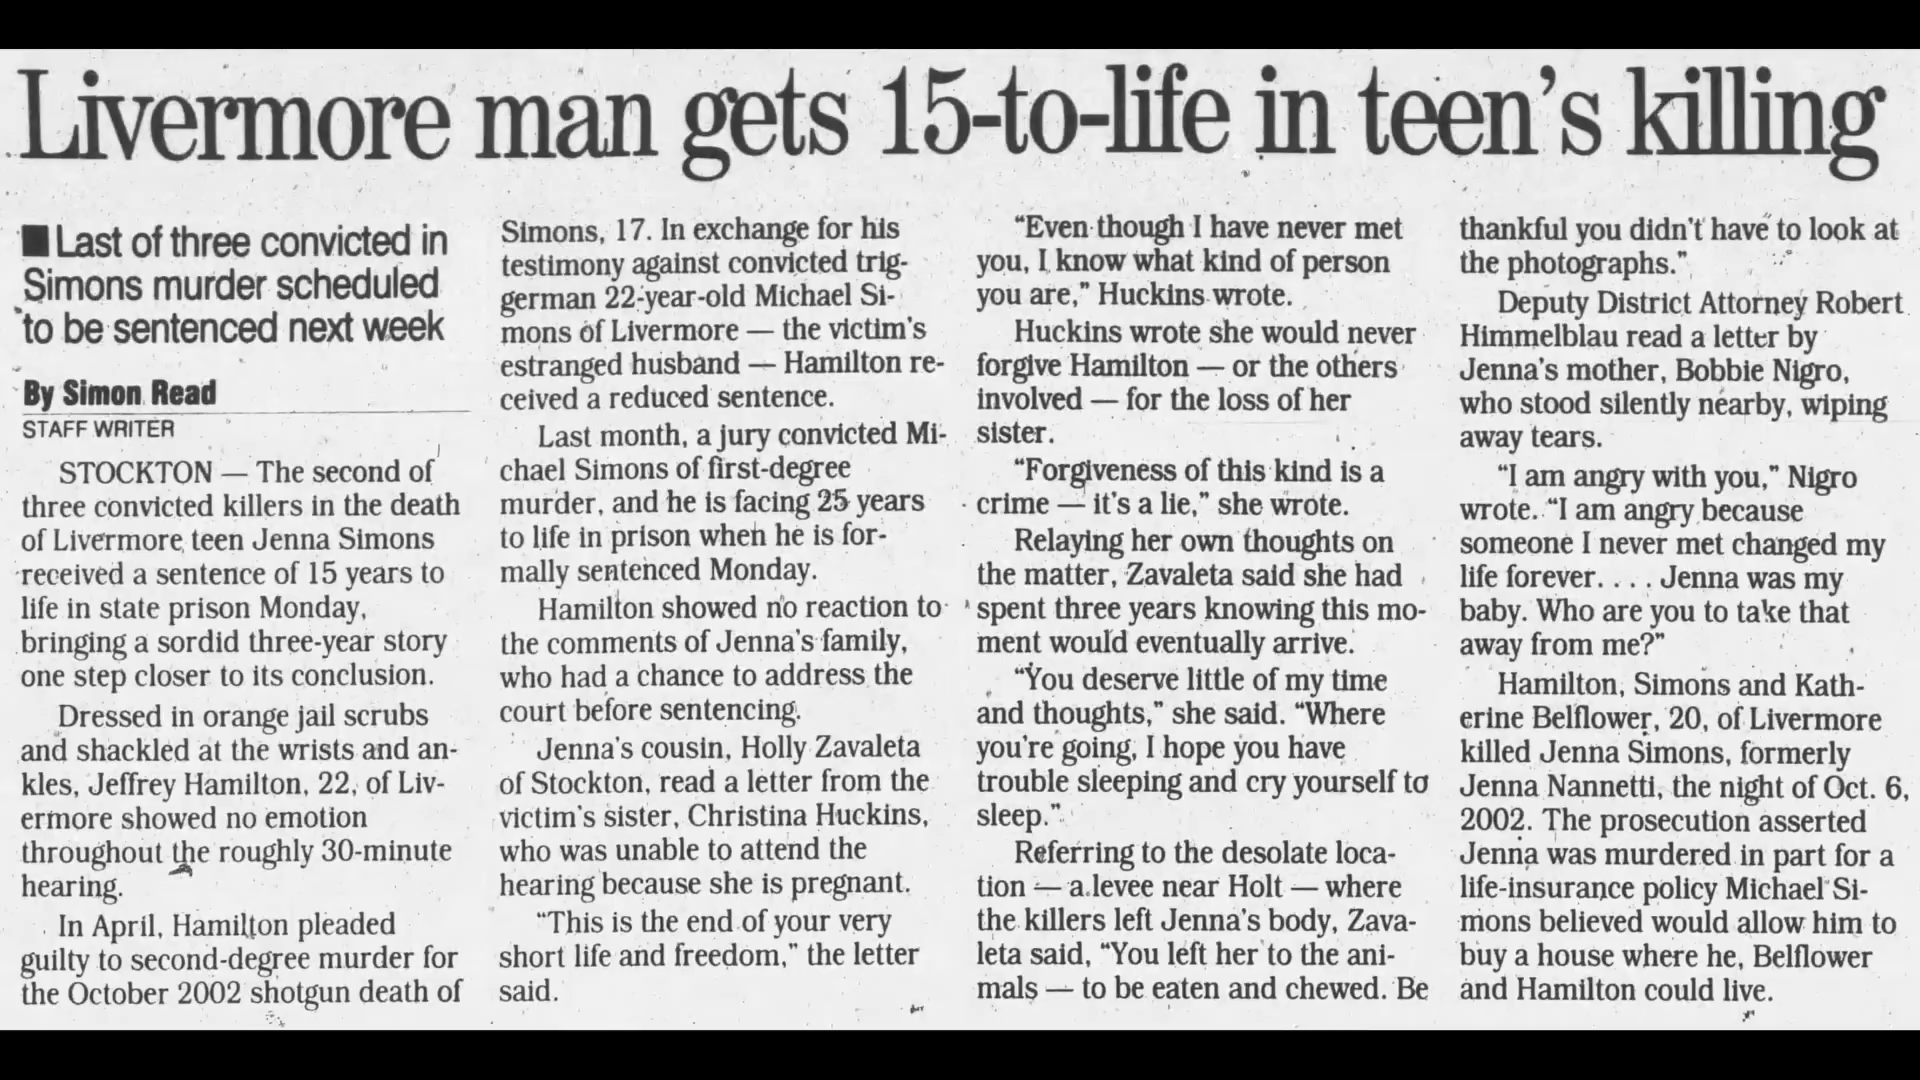 Livermore man gets 15-to-life in teen's killing
■ Last of three convicted in
Simons murder scheduled
to be sentenced next week
By Simon Read
STAFF WRITER
STOCKTON — The second of
three convicted killers in the death
of Livermore teen Jenna Simons
received a sentence of 15 years to
life in state prison Monday,
bringing a sordid three-year story
one step closer to its conclusion.
Dressed in orange jail scrubs
and shackled at the wrists and an-
kles, Jeffrey Hamilton, 22, of Liv-
ermore showed no emotion
throughout the roughly 30-minute
hearing.
In April, Hamilton pleaded
guilty to second-degree murder for
the October 2002 shotgun death of
Simons, 17. In exchange for his
testimony against convicted trig-
german 22-year-old Michael Si-
mons of Livermore — the victim's
estranged husband — Hamilton re-
ceived a reduced sentence.
Last month, a jury convicted Mi-
chael Simons of first-degree
murder, and he is facing 25 years
to life in prison when he is for-
mally sentenced Monday.
Hamilton showed no reaction to
the comments of Jenna's family,
who had a chance to address the
court before sentencing.
Jenna's cousin, Holly Zavaleta
of Stockton, read a letter from the
victim's sister, Christina Huckins,
who was unable to attend the
hearing because she is pregnant.
“This is the end of your very
short life and freedom,” the letter
said.
“Even though I have never met
you, I know what kind of person
you are,” Huckins wrote.
Huckins wrote she would never
forgive Hamilton — or the others
involved — for the loss of her
sister.
“Forgiveness of this kind is a
crime — it's a lie,” she wrote.
Relaying her own thoughts on
the matter, Zavaleta said she had
spent three years knowing this mo-
ment would eventually arrive.
“You deserve little of my time
and thoughts,” she said. “Where
you're going, I hope you have
trouble sleeping and cry yourself to
sleep.”
Referring to the desolate loca-
tion — a levee near Holt — where
the killers left Jenna's body, Zava-
leta said, “You left her to the ani-
mals — to be eaten and chewed. Be
thankful you didn't have to look at
the photographs.”
Deputy District Attorney Robert
Himmelblau read a letter by
Jenna's mother, Bobbie Nigro,
who stood silently nearby, wiping
away tears.
“I am angry with you,” Nigro
wrote. “I am angry because
someone I never met changed my
life forever. . . . Jenna was my
baby. Who are you to take that
away from me?”
Hamilton, Simons and Kath-
erine Belflower, 20, of Livermore
killed Jenna Simons, formerly
Jenna Nannetti, the night of Oct. 6,
2002. The prosecution asserted
Jenna was murdered in part for a
life-insurance policy Michael Si-
mons believed would allow him to
buy a house where he, Belflower
and Hamilton could live.